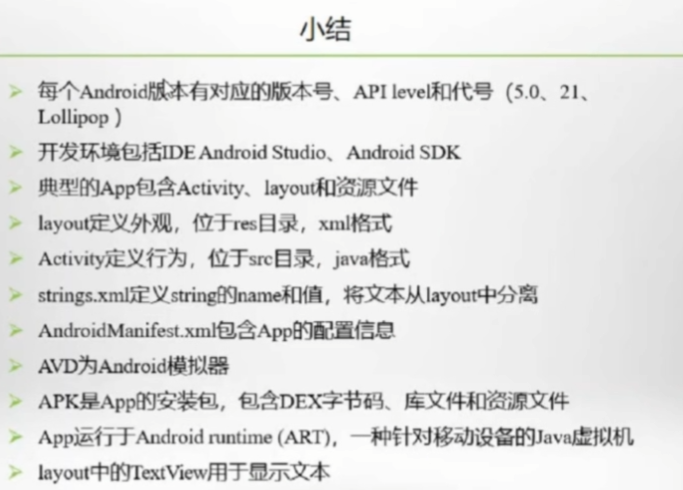 小结
每个Android版本有对应的版本号、API level和代号（5.0、21、
Lollipop ）
开发环境包括IDE Android Studio、Android SDK
典型的App包含Activity、layout和资源文件
layout定义外观，位于res目录，xml格式
Activity定义行为，位于src目录，java格式
strings.xml定义string的name和值，将文本从layout中分离
AndroidManifest.xml包含App的配置信息
AVD为Android模拟器
APK是App的安装包，包含DEX字节码、库文件和资源文件
App运行于Android runtime (ART)，一种针对移动设备的Java虚拟机
layout中的TextView用于显示文本